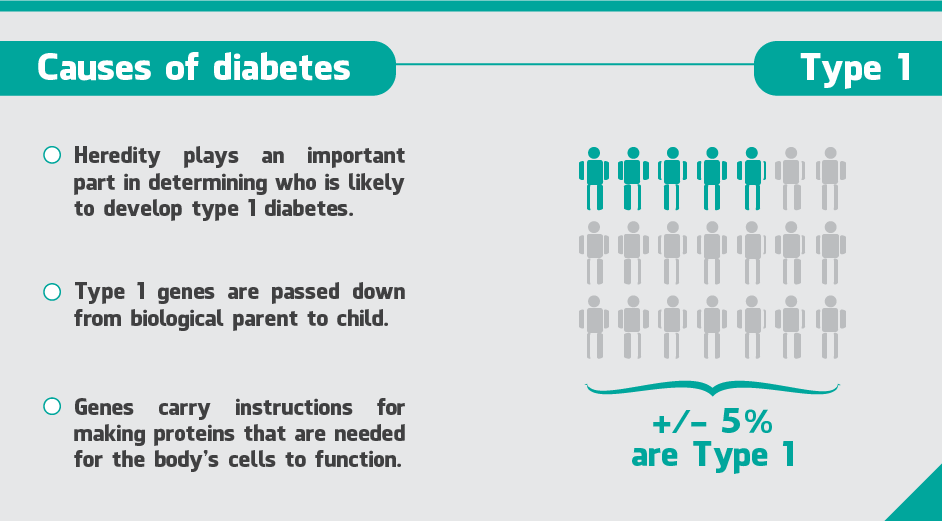 Causes of diabetes
Type 1
Heredity plays an important
part in determining who is likely
to develop type 1 diabetes.
Type 1 genes are passed down
from biological parent to child.
Genes carry instructions for
making proteins that are needed
for the body's cells to function.
+/- 5%
are Type 1